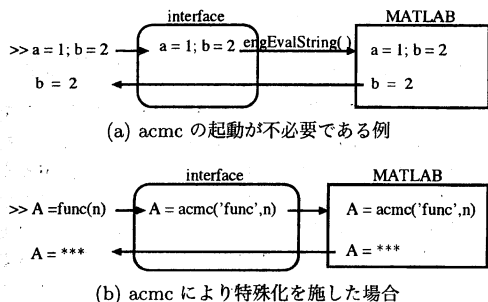 interface MATLAB
>> a = 1; b = 2 a = 1; b = 2 engEvalString( ) a = 1; b = 2
b = 2 b = 2
(a) acmc の起動が不必要である例
interface MATLAB
>> A =func(n) A = acmc('func',n) A = acmc('func',n)
A = *** A = ***
(b) acmc により特殊化を施した場合